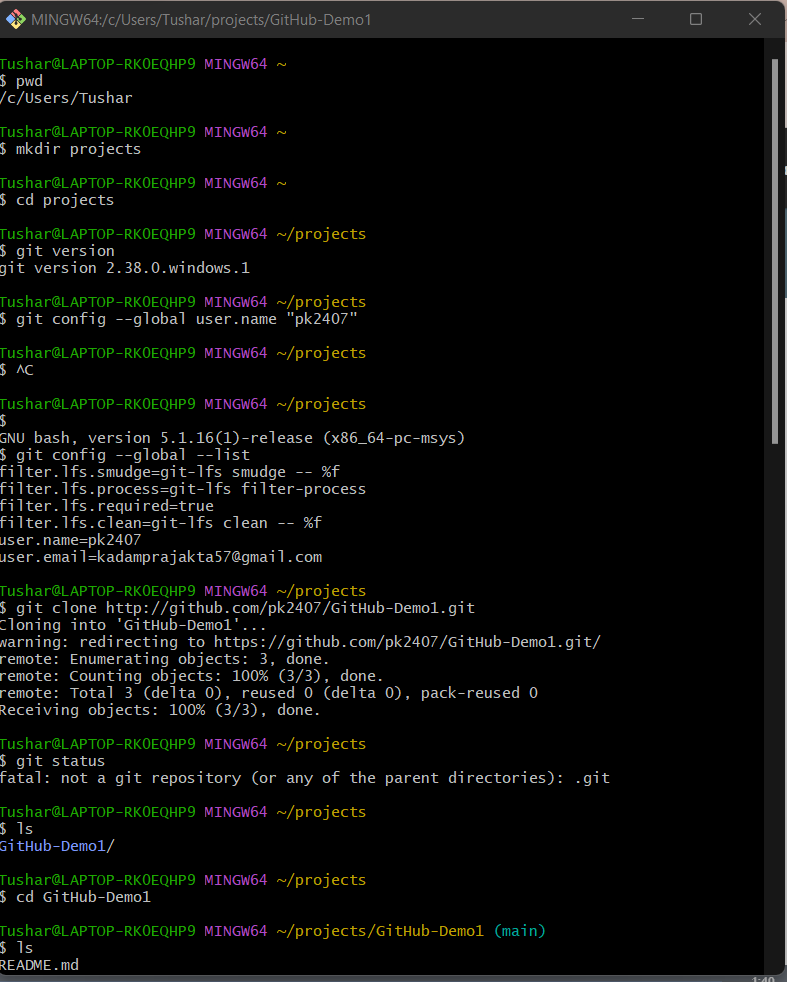 MINGW64:/c/Users/Tushar/projects/GitHub-Demo1
Tushar@LAPTOP-RK0EQHP9 MINGW64 ~
$ pwd
/c/Users/Tushar
Tushar@LAPTOP-RK0EQHP9 MINGW64 ~
$ mkdir projects
Tushar@LAPTOP-RK0EQHP9 MINGW64 ~
$ cd projects
Tushar@LAPTOP-RK0EQHP9 MINGW64 ~/projects
$ git version
git version 2.38.0.windows.1
Tushar@LAPTOP-RK0EQHP9 MINGW64 ~/projects
$ git config --global user.name "pk2407"
Tushar@LAPTOP-RK0EQHP9 MINGW64 ~/projects
$ ^C
Tushar@LAPTOP-RK0EQHP9 MINGW64 ~/projects
$
GNU bash, version 5.1.16(1)-release (x86_64-pc-msys)
$ git config --global --list
filter.lfs.smudge=git-lfs smudge -- %f
filter.lfs.process=git-lfs filter-process
filter.lfs.required=true
filter.lfs.clean=git-lfs clean -- %f
user.name=pk2407
user.email=kadamprajakta57@gmail.com
Tushar@LAPTOP-RK0EQHP9 MINGW64 ~/projects
$ git clone http://github.com/pk2407/GitHub-Demo1.git
Cloning into 'GitHub-Demo1'...
warning: redirecting to https://github.com/pk2407/GitHub-Demo1.git/
remote: Enumerating objects: 3, done.
remote: Counting objects: 100% (3/3), done.
remote: Total 3 (delta 0), reused 0 (delta 0), pack-reused 0
Receiving objects: 100% (3/3), done.
Tushar@LAPTOP-RK0EQHP9 MINGW64 ~/projects
$ git status
fatal: not a git repository (or any of the parent directories): .git
Tushar@LAPTOP-RK0EQHP9 MINGW64 ~/projects
$ ls
GitHub-Demo1/
Tushar@LAPTOP-RK0EQHP9 MINGW64 ~/projects
$ cd GitHub-Demo1
Tushar@LAPTOP-RK0EQHP9 MINGW64 ~/projects/GitHub-Demo1 (main)
$ ls
README.md